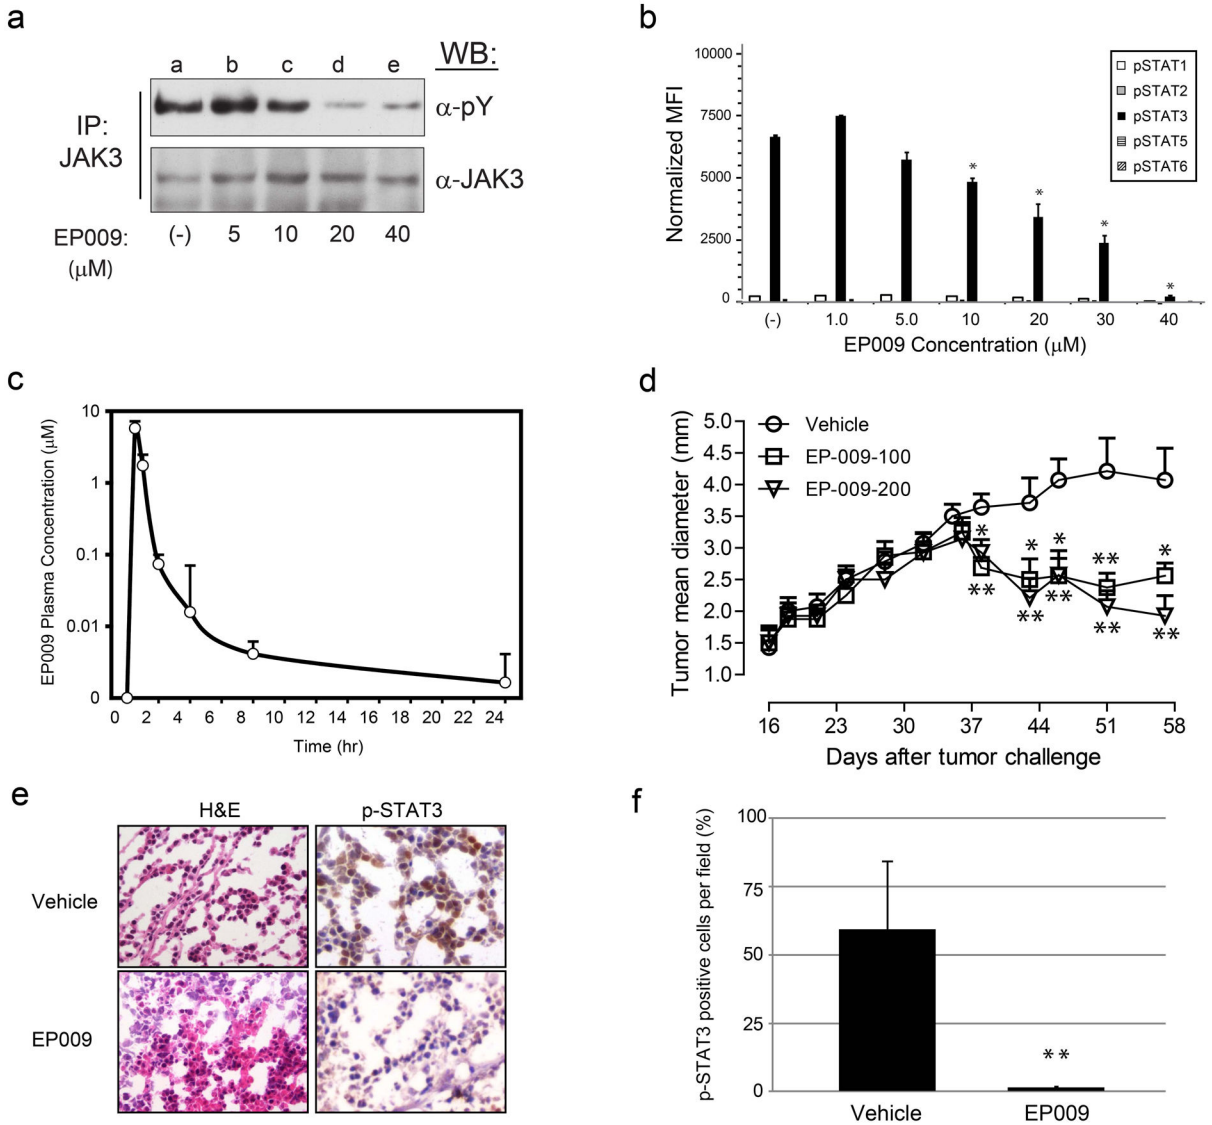 a
a b c d e
WB:
IP:
JAK3
α-pY
α-JAK3
EP009:
(μM)
(-) 5 10 20 40
b
Normalized MFI
10000
7500
5000
2500
0
pSTAT1
pSTAT2
pSTAT3
pSTAT5
pSTAT6
* * * *
(-) 1.0 5.0 10 20 30 40
EP009 Concentration (μM)
c
EP009 Plasma Concentration (μM)
10
1
0.1
0.01
0
0 2 4 6 8 10 12 14 16 18 20 22 24
Time (hr)
d
Tumor mean diameter (mm)
5.0
4.5
4.0
3.5
3.0
2.5
2.0
1.5
1.0
Vehicle
EP-009-100
EP-009-200
* * * ** *
** ** ** ** **
16 23 30 37 44 51 58
Days after tumor challenge
e
H&E p-STAT3
Vehicle
EP009
f
p-STAT3 positive cells per field (%)
100
75
50
25
0
**
Vehicle EP009